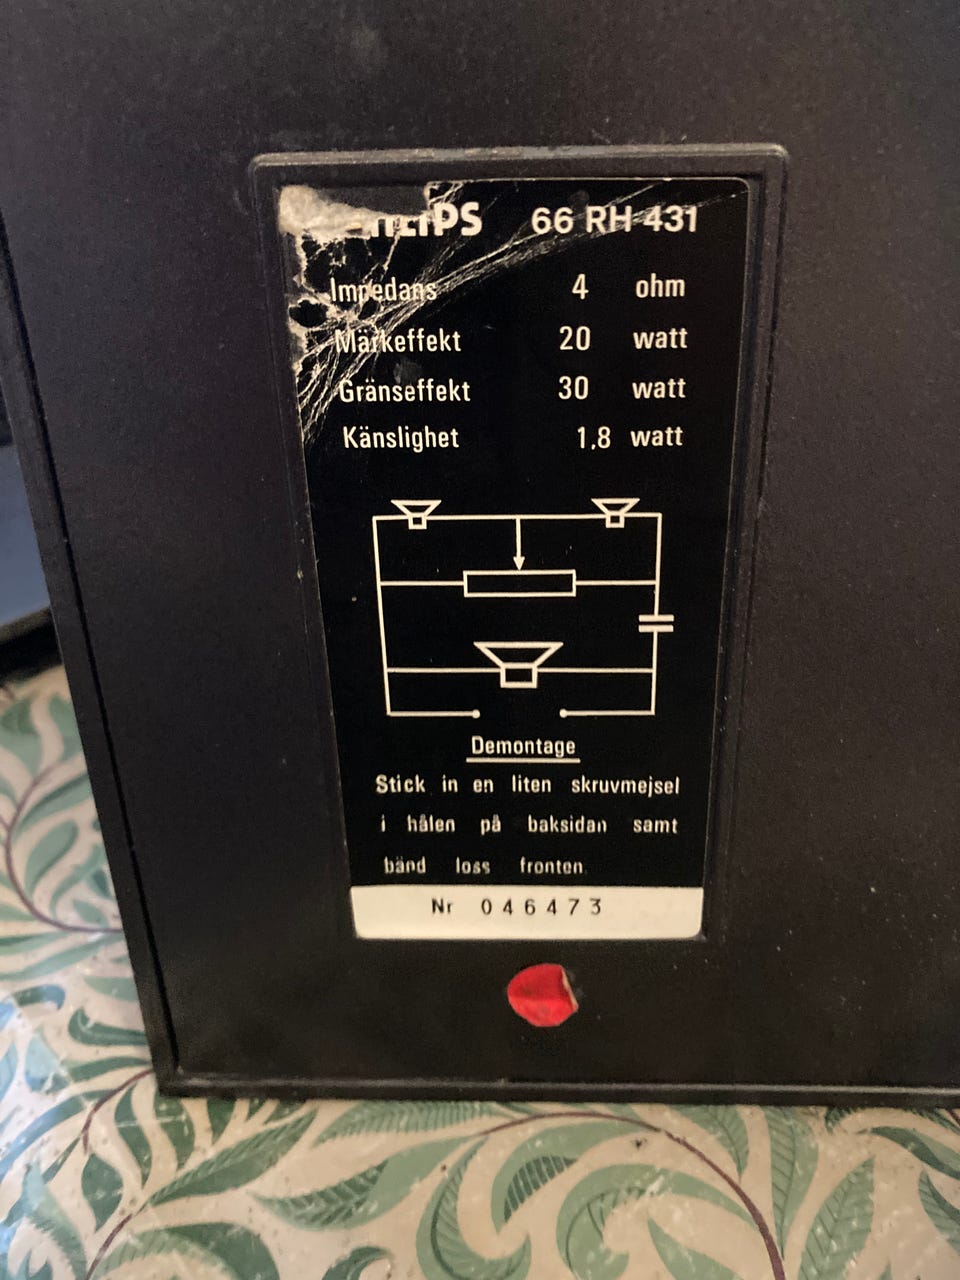 PHILIPS 66 RH 431
Impedans 4 ohm
Märkeffekt 20 watt
Gränseffekt 30 watt
Känslighet 1,8 watt
Demontage
Stick in en liten skruvmejsel
i hålen på baksidan samt
bänd loss fronten.
Nr 046473